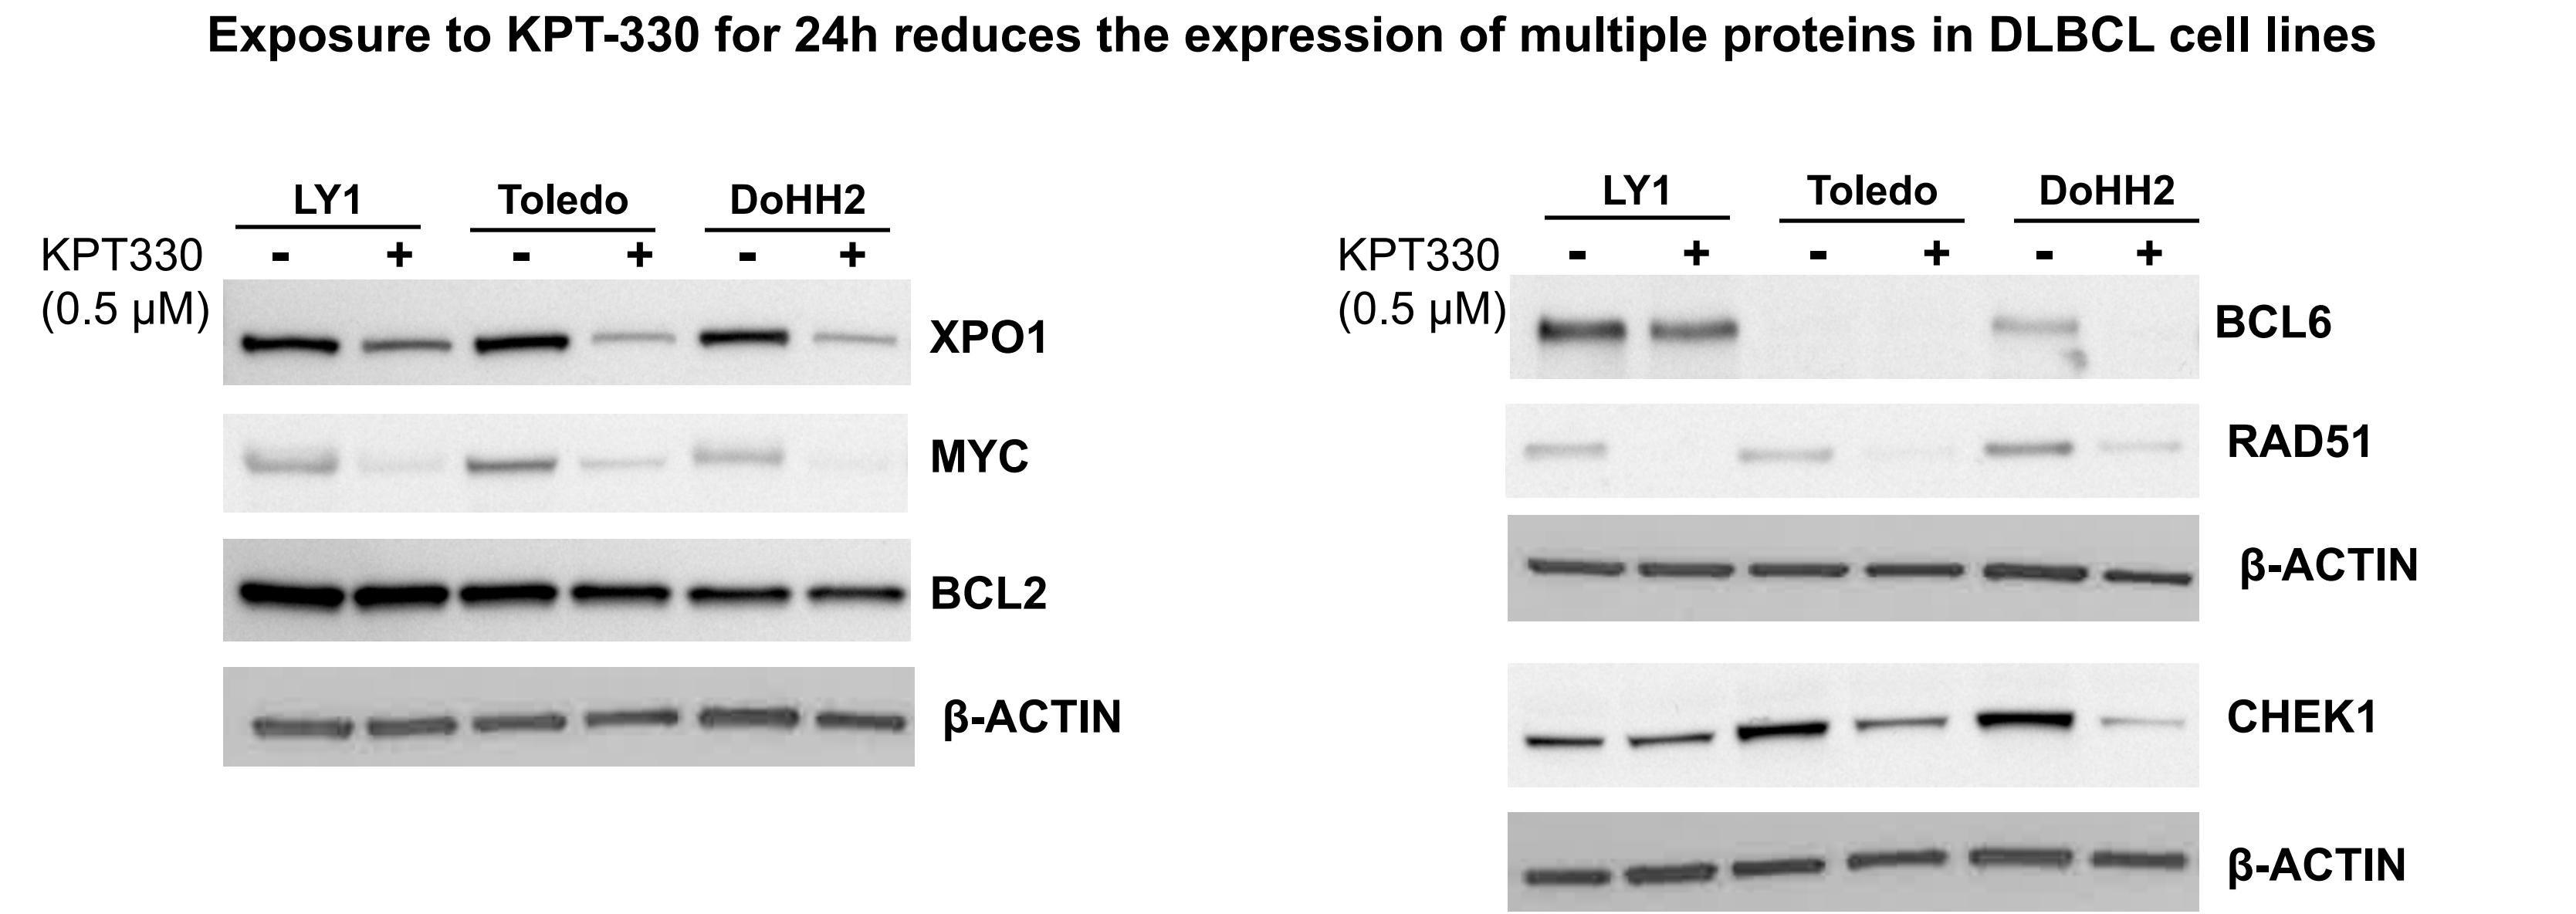 Exposure to KPT-330 for 24h reduces the expression of multiple proteins in DLBCL cell lines
LY1 Toledo DoHH2
KPT330 - + - + - +
(0.5 µM)
XPO1
MYC
BCL2
β-ACTIN
LY1 Toledo DoHH2
KPT330 - + - + - +
(0.5 µM)
BCL6
RAD51
β-ACTIN
CHEK1
β-ACTIN